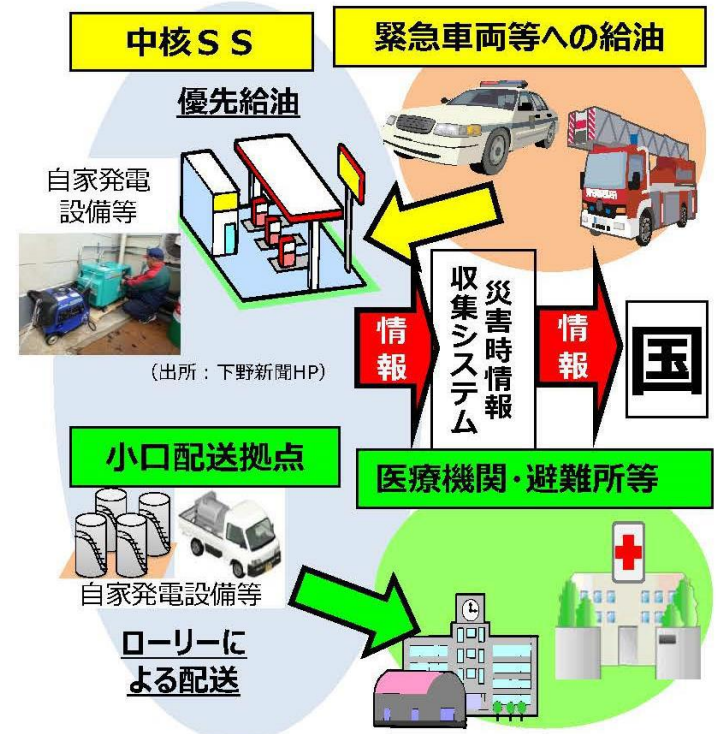 中核ＳＳ
緊急車両等への給油
優先給油
自家発電
設備等
（出所：下野新聞HP）
情
報
災害時情報
収集システム
情
報
国
小口配送拠点
医療機関・避難所等
自家発電設備等
ローリーに
よる配送